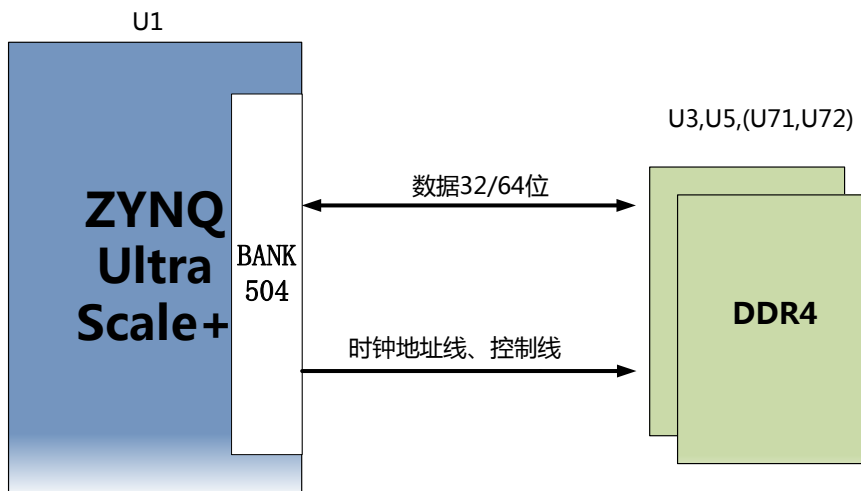 U1
U3,U5,(U71,U72)
数据32/64位
ZYNQ
Ultra
Scale+
BANK
504
DDR4
时钟地址线、控制线